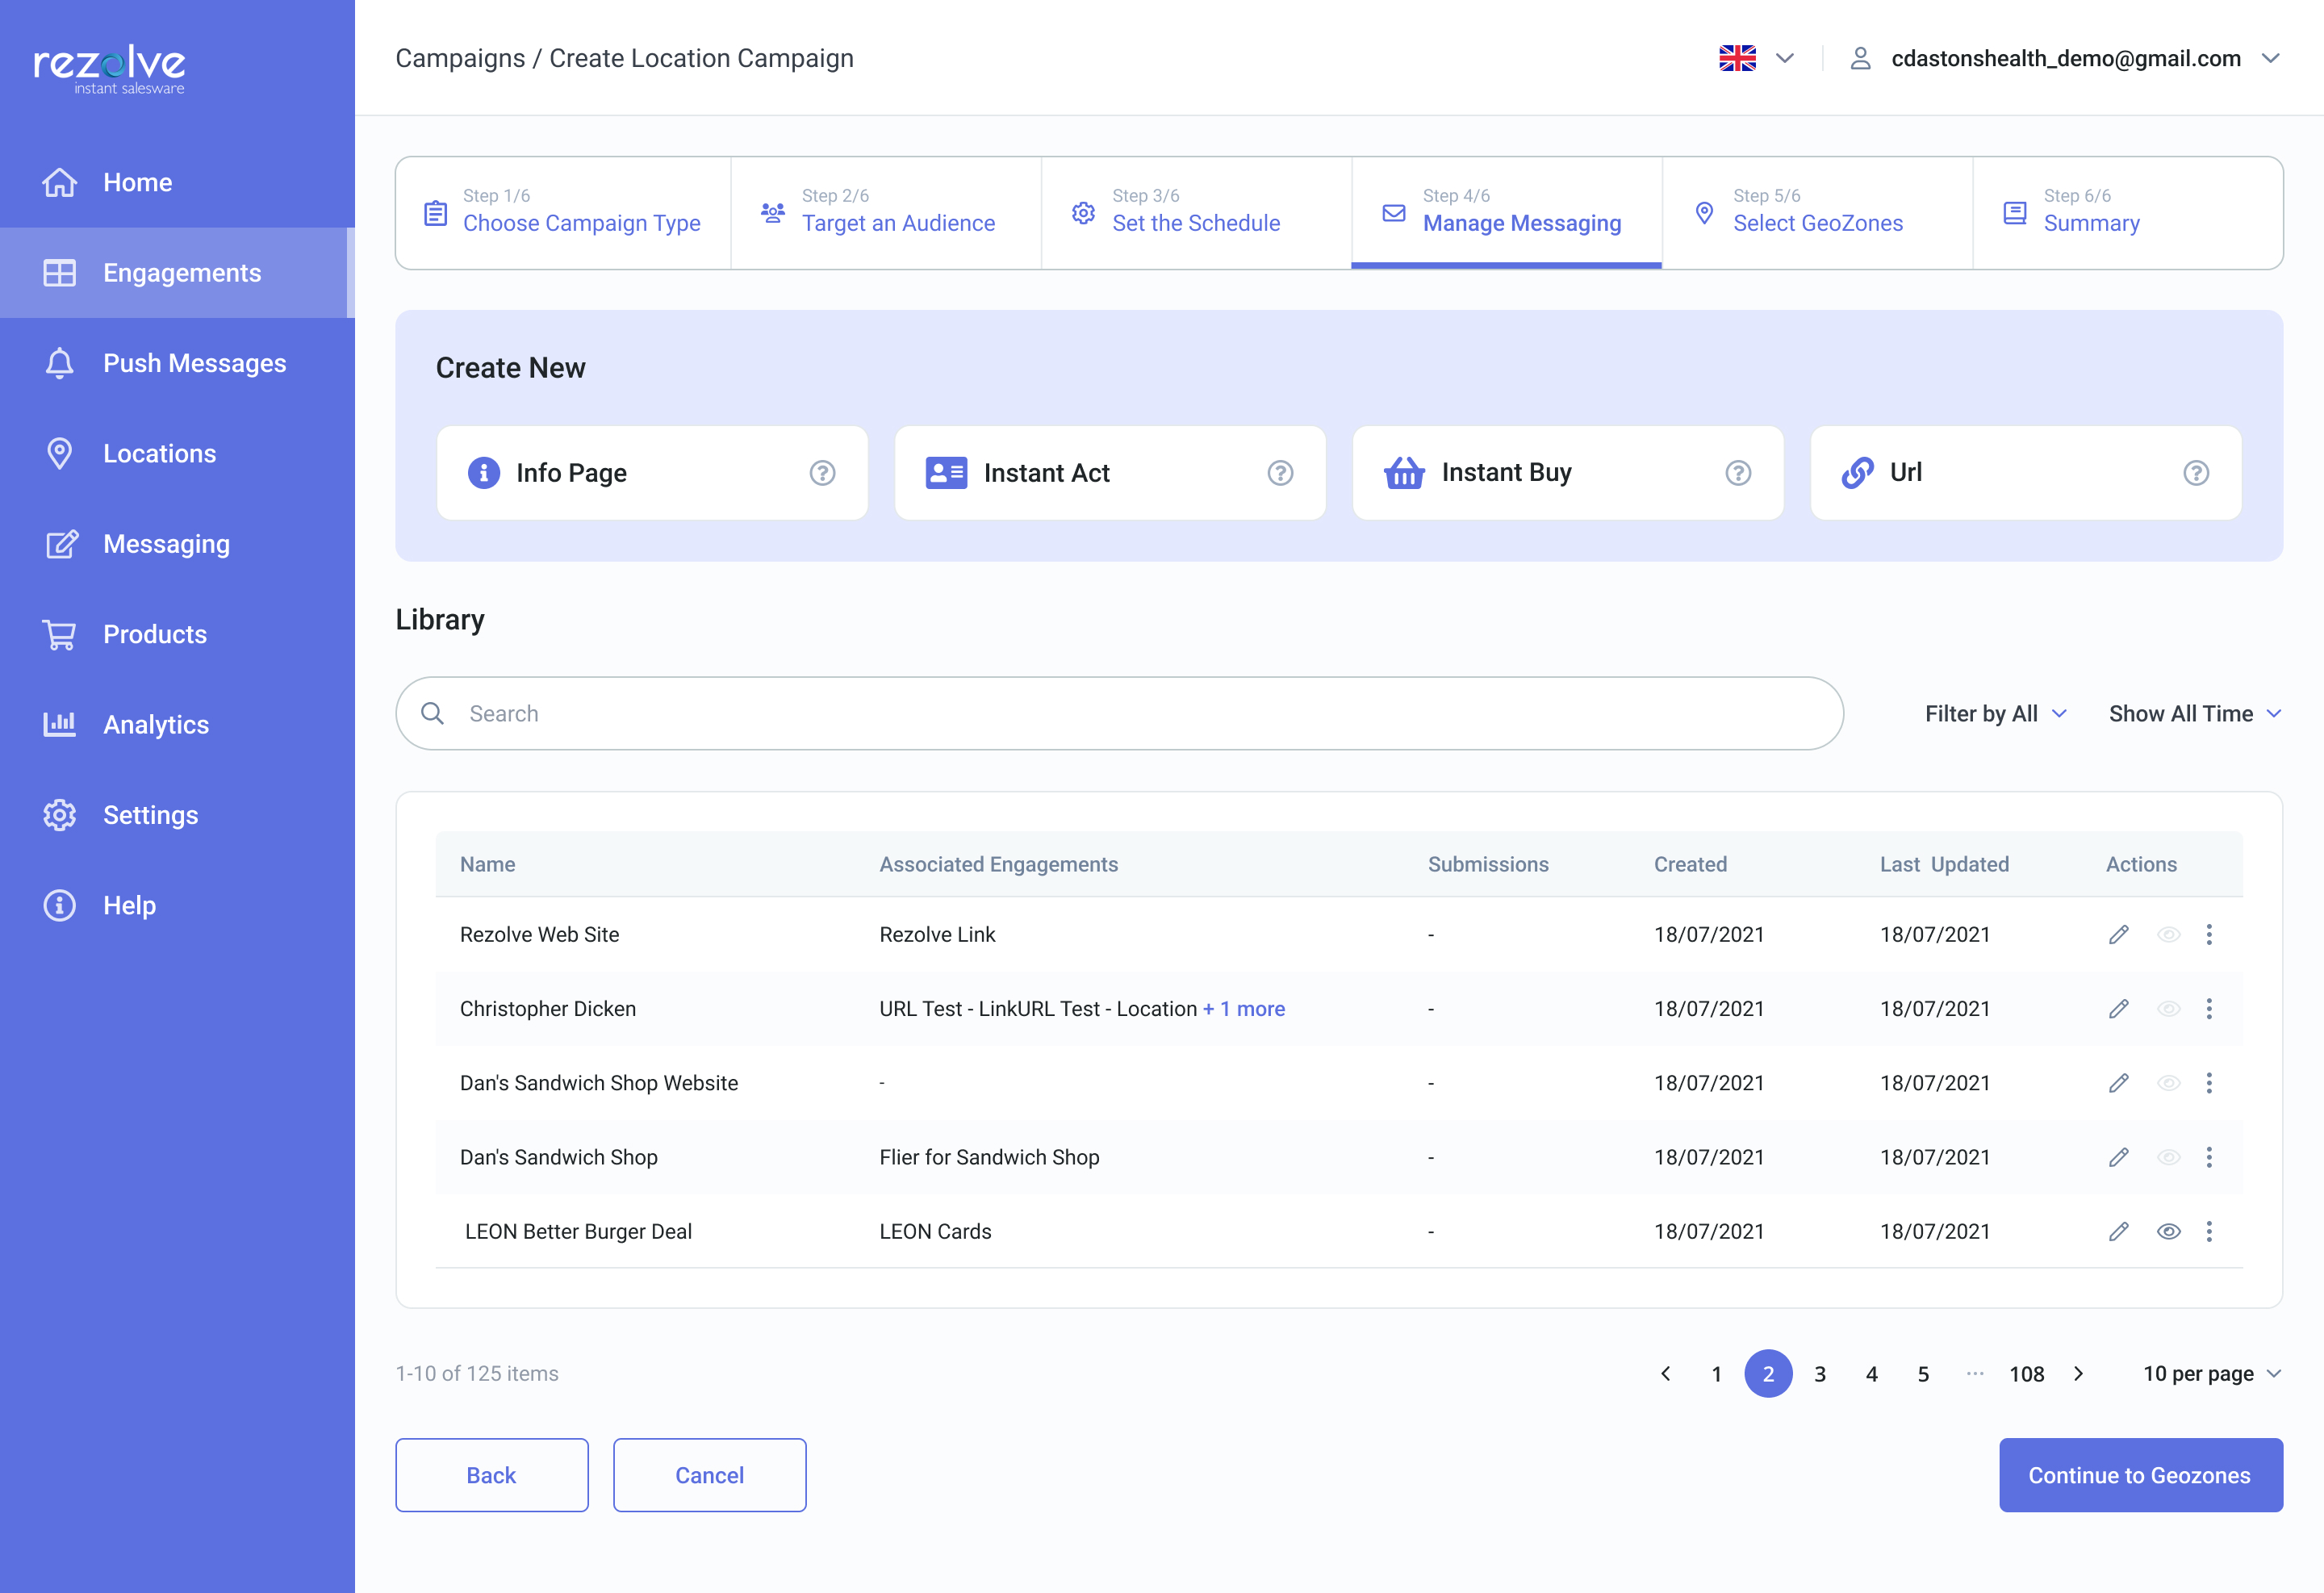 rezolve
instant salesware
Home
Engagements
Push Messages
Locations
Messaging
Products
Analytics
Settings
Help
Campaigns / Create Location Campaign
cdastonshealth_demo@gmail.com
Step 1/6
Choose Campaign Type
Step 2/6
Target an Audience
Step 3/6
Set the Schedule
Step 4/6
Manage Messaging
Step 5/6
Select GeoZones
Step 6/6
Summary
Create New
Info Page ?
Instant Act ?
Instant Buy ?
Url ?
Library
Search
Filter by All
Show All Time
Name Associated Engagements Submissions Created Last Updated Actions
Rezolve Web Site Rezolve Link - 18/07/2021 18/07/2021
Christopher Dicken URL Test - LinkURL Test - Location + 1 more - 18/07/2021 18/07/2021
Dan's Sandwich Shop Website - - 18/07/2021 18/07/2021
Dan's Sandwich Shop Flier for Sandwich Shop - 18/07/2021 18/07/2021
LEON Better Burger Deal LEON Cards - 18/07/2021 18/07/2021
1-10 of 125 items
1 2 3 4 5 ··· 108
10 per page
Back
Cancel
Continue to Geozones